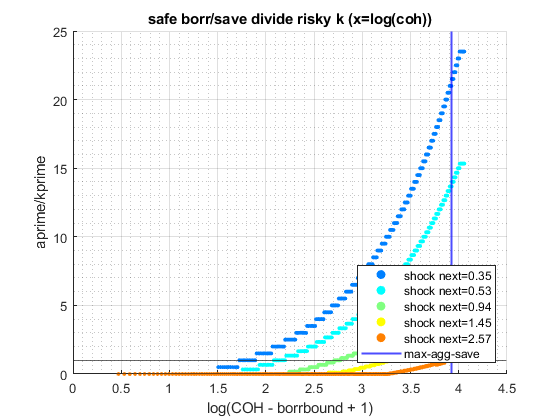 safe borr/save divide risky k (x=log(coh))
25
20
15
10
5
0
aprime/kprime
shock next=0.35
shock next=0.53
shock next=0.94
shock next=1.45
shock next=2.57
max-agg-save
0 0.5 1 1.5 2 2.5 3 3.5 4 4.5
log(COH - borrbound + 1)